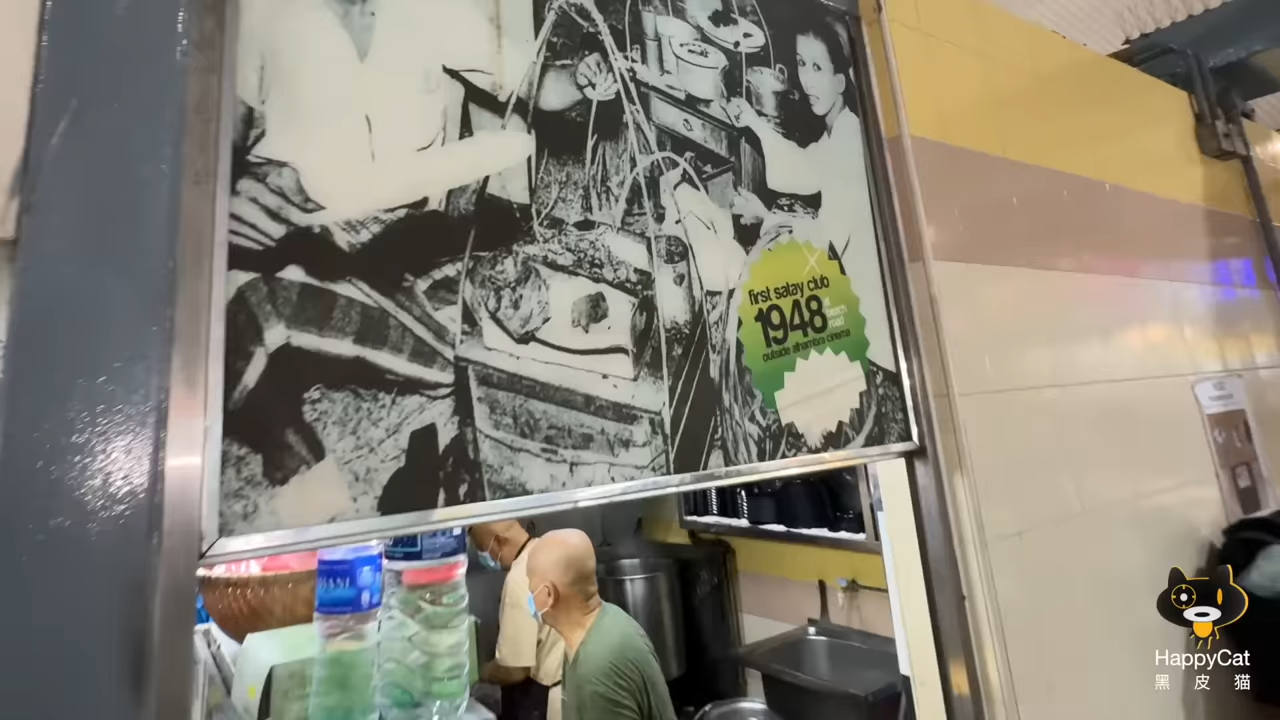 first satay club
1948
beach
road
outside alhambra cinema
HappyCat
黑皮猫